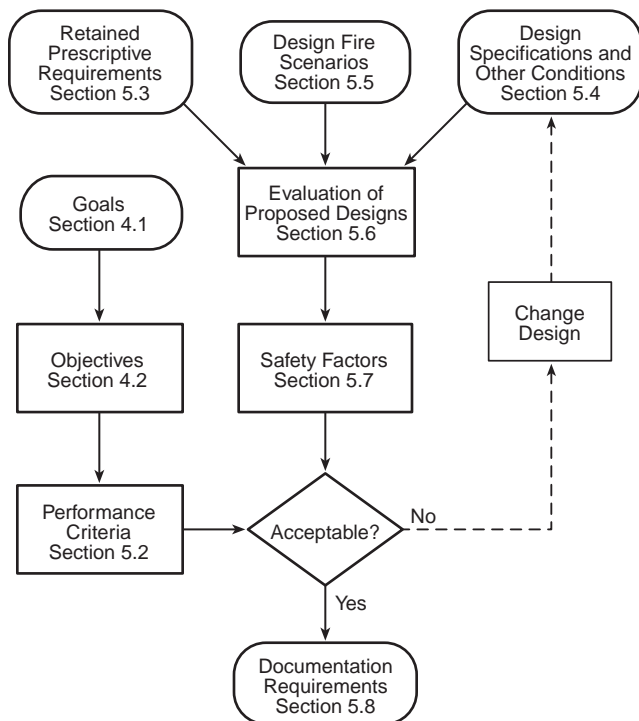 Retained
Prescriptive
Requirements
Section 5.3
Design Fire
Scenarios
Section 5.5
Design
Specifications and
Other Conditions
Section 5.4
Goals
Section 4.1
Evaluation of
Proposed Designs
Section 5.6
Change
Design
Objectives
Section 4.2
Safety Factors
Section 5.7
Performance
Criteria
Section 5.2
Acceptable?
No
Yes
Documentation
Requirements
Section 5.8